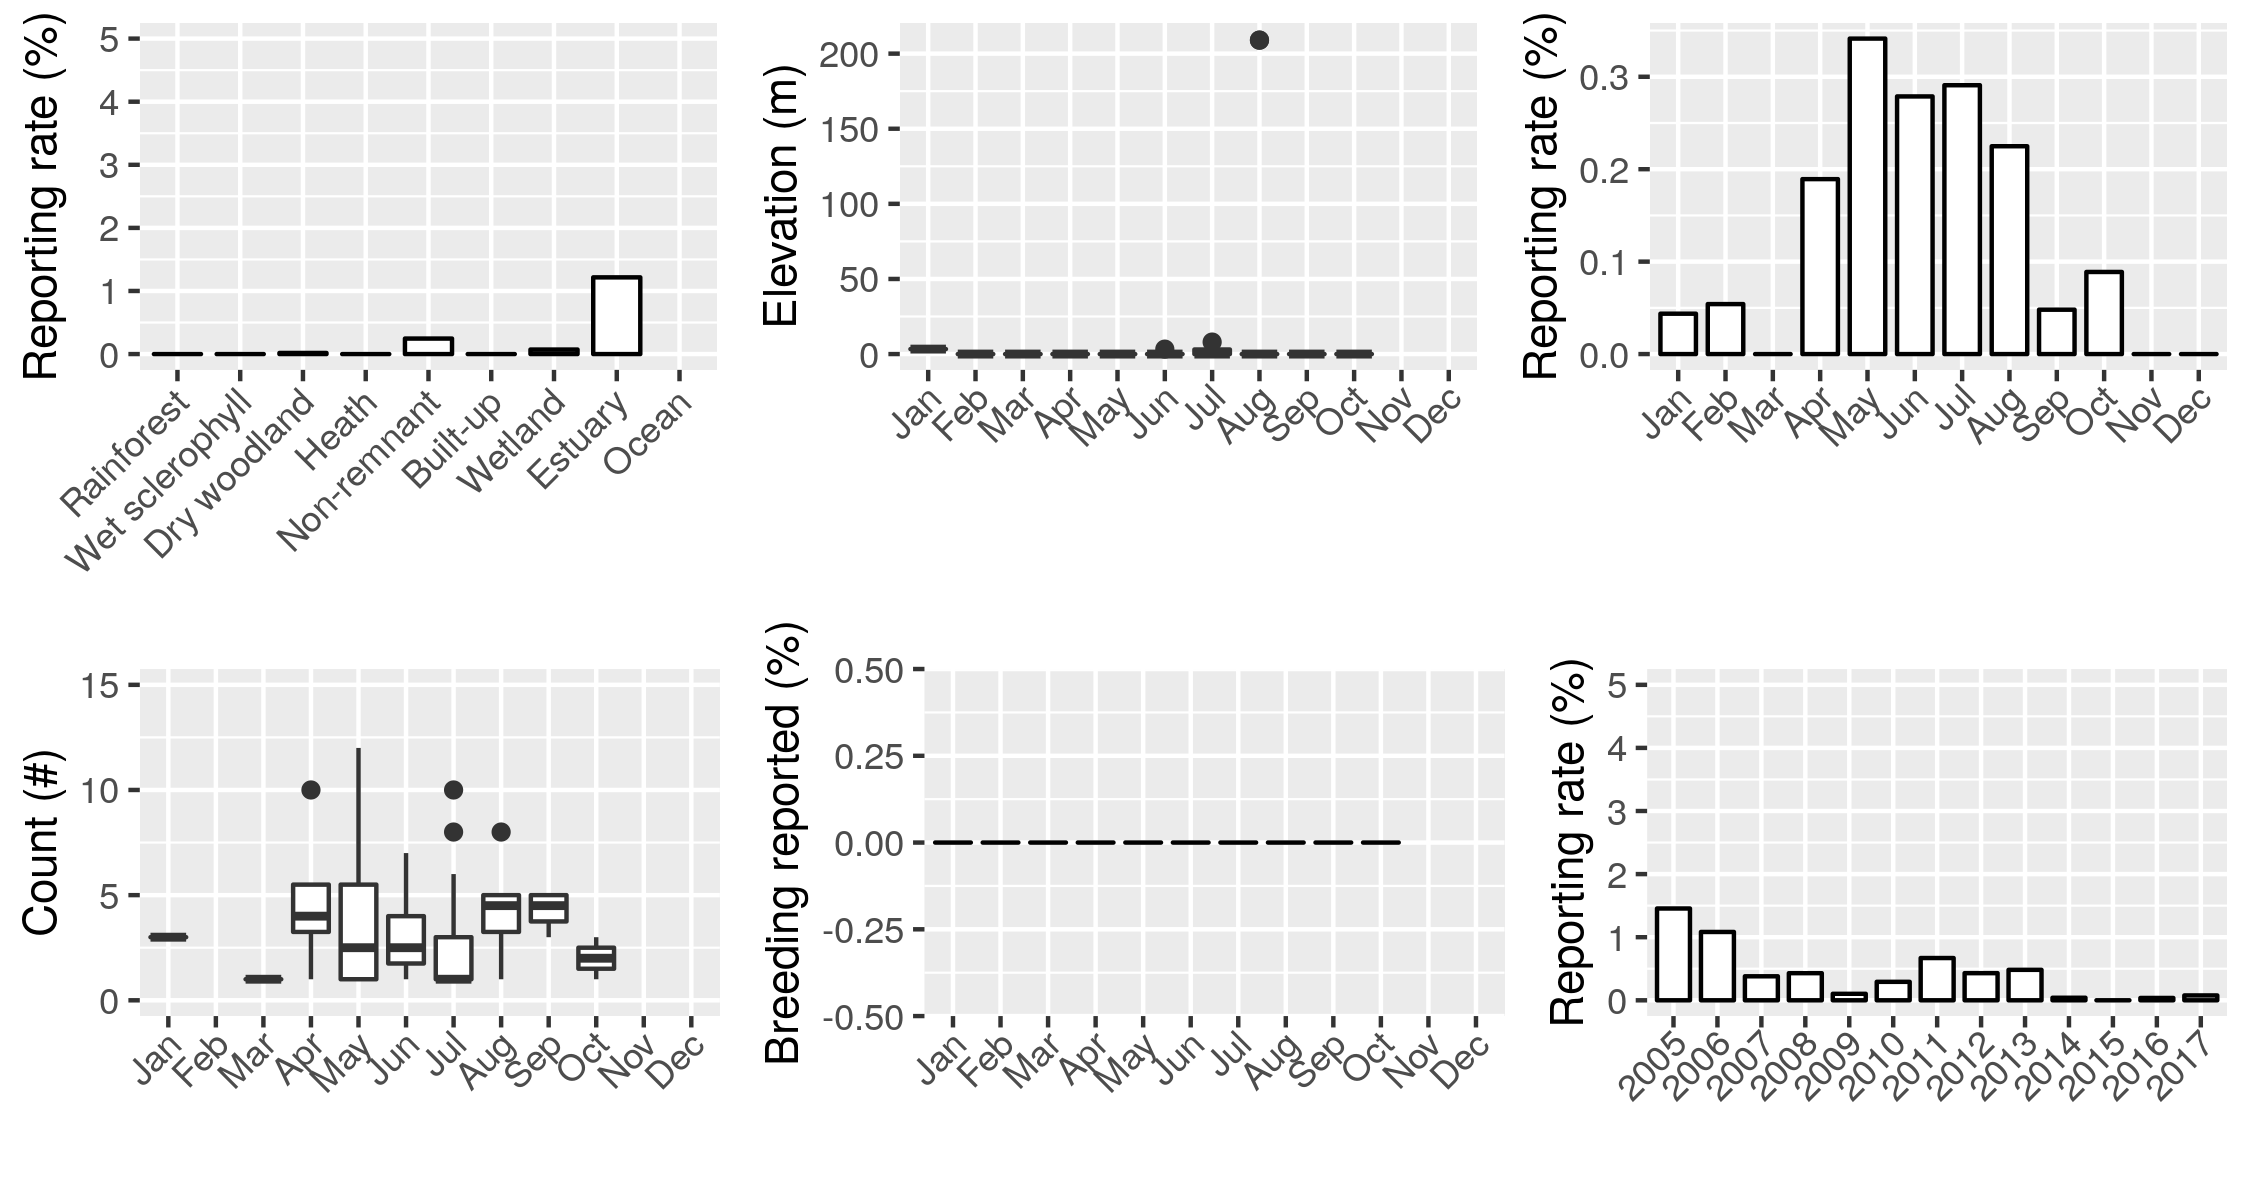 Reporting rate (%)
5
4
3
2
1
0
Rainforest
Wet sclerophyll
Dry woodland
Heath
Non-remnant
Built-up
Wetland
Estuary
Ocean
Elevation (m)
200
150
100
50
0
Jan
Feb
Mar
Apr
May
Jun
Jul
Aug
Sep
Oct
Nov
Dec
Reporting rate (%)
0.3
0.2
0.1
0.0
Jan
Feb
Mar
Apr
May
Jun
Jul
Aug
Sep
Oct
Nov
Dec
Count (#)
15
10
5
0
Jan
Feb
Mar
Apr
May
Jun
Jul
Aug
Sep
Oct
Nov
Dec
Breeding reported (%)
0.50
0.25
0.00
-0.25
-0.50
Jan
Feb
Mar
Apr
May
Jun
Jul
Aug
Sep
Oct
Nov
Dec
Reporting rate (%)
5
4
3
2
1
0
2005
2006
2007
2008
2009
2010
2011
2012
2013
2014
2015
2016
2017